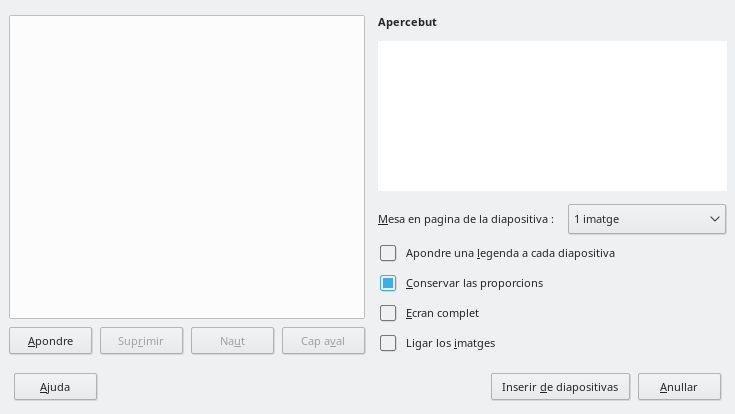 Apercebut
Mesa en pagina de la diapositiva :
1 imatge
Apondre una legenda a cada diapositiva
Conservar las proporcions
Ecran complet
Ligar los imatges
Apondre
Suprimir
Naut
Cap aval
Ajuda
Inserir de diapositivas
Anullar